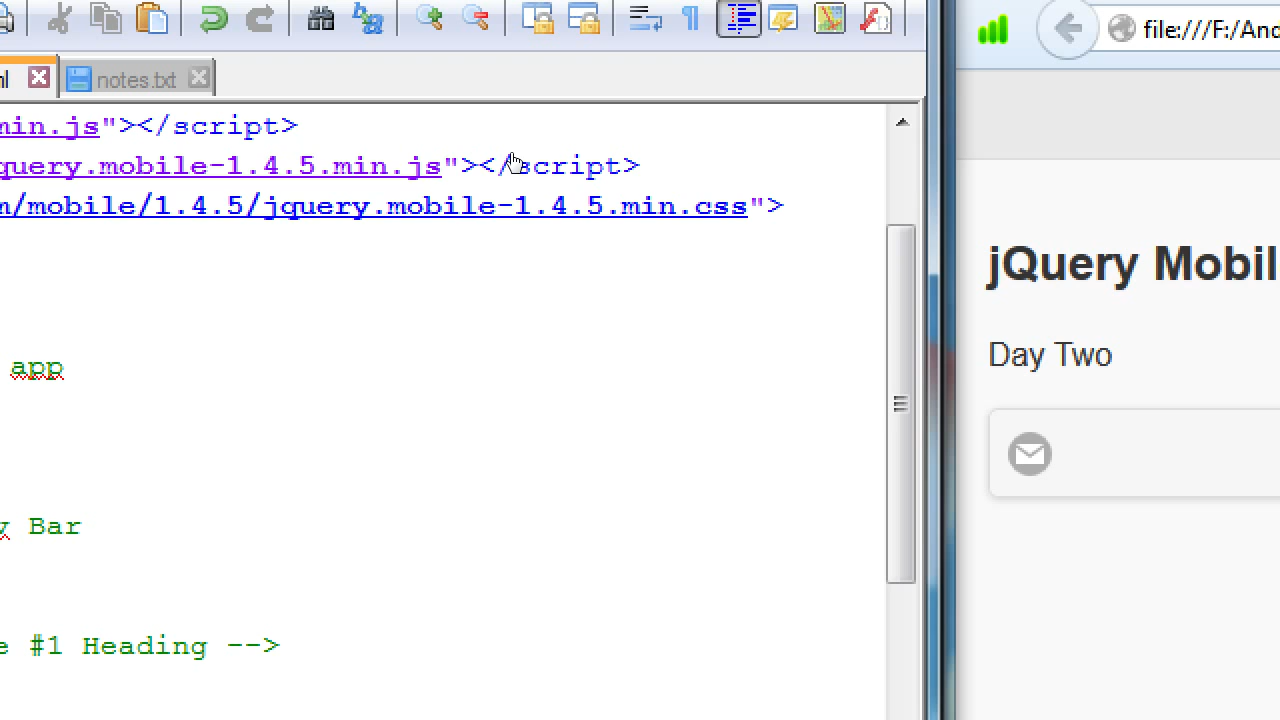 file:///F:/And
notes.txt
min.js"></script>
query.mobile-1.4.5.min.js"></script>
m/mobile/1.4.5/jquery.mobile-1.4.5.min.css">
app
y Bar
e #1 Heading -->
jQuery Mobil
Day Two